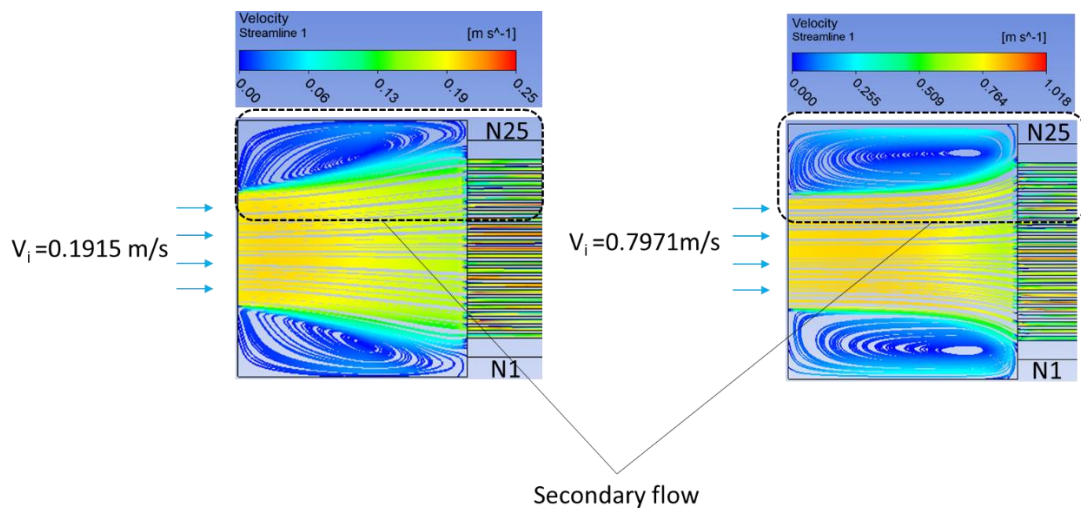 Velocity
Streamline 1
[m s^-1]
0.00
0.06
0.13
0.19
0.25
N25
Vi =0.1915 m/s
N1
Velocity
Streamline 1
[m s^-1]
0.000
0.255
0.509
0.764
1.018
N25
Vi =0.7971m/s
N1
Secondary flow